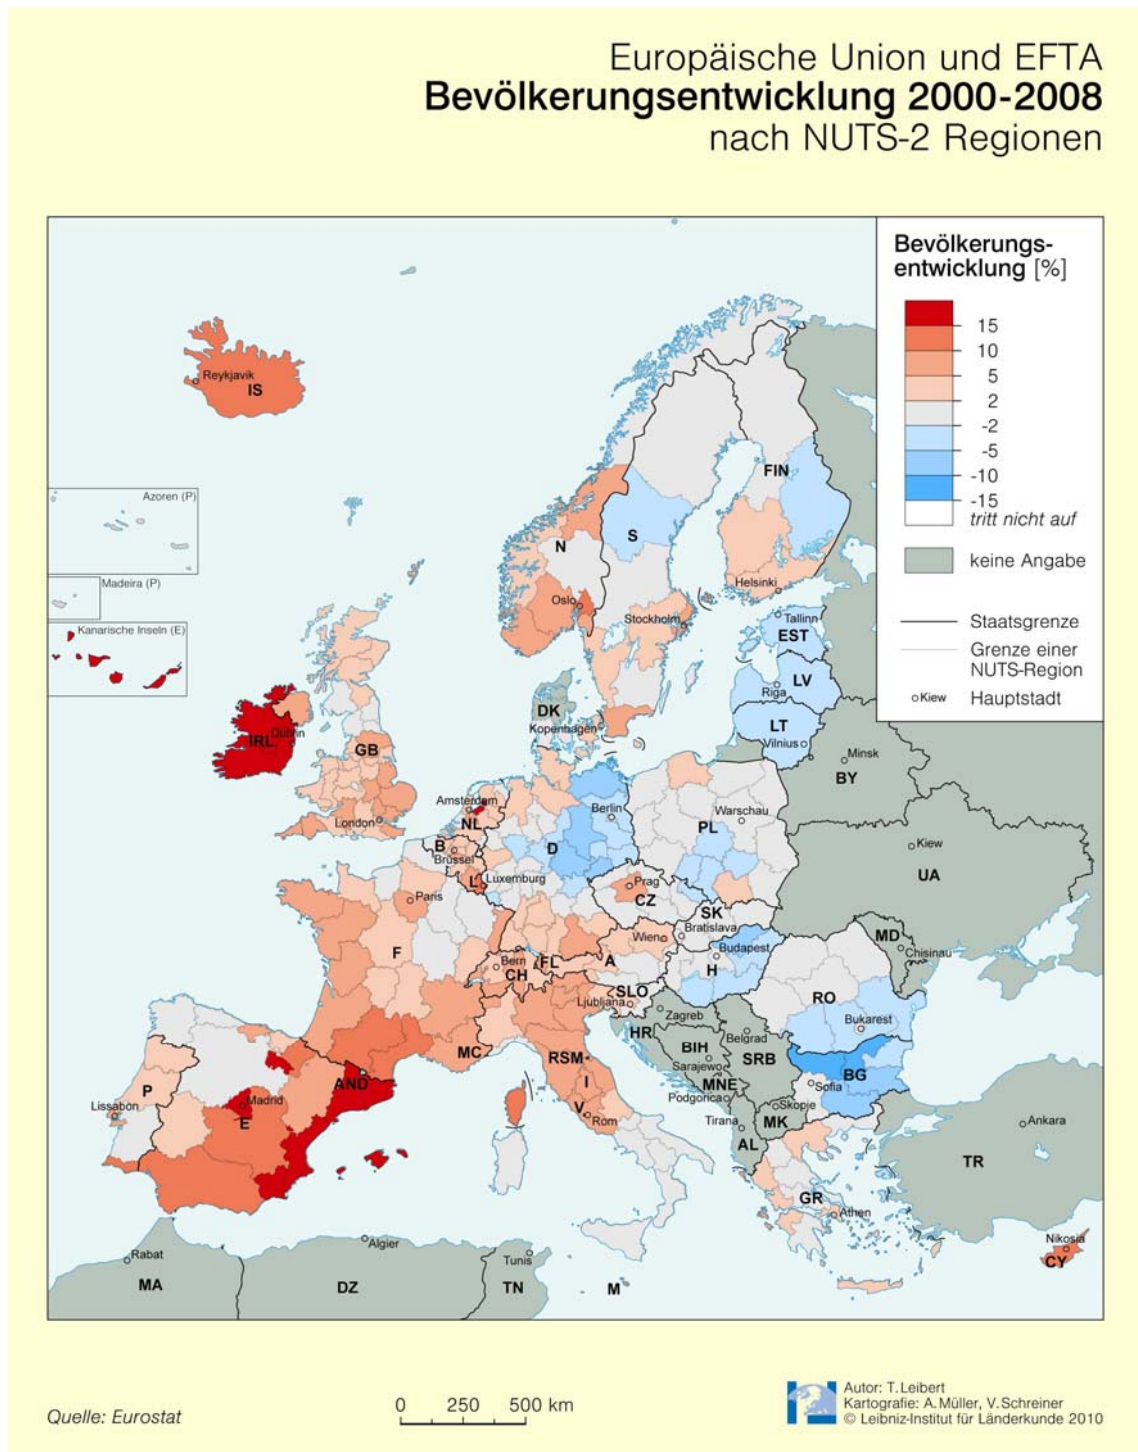 Europäische Union und EFTA
Bevölkerungsentwicklung 2000-2008
nach NUTS-2 Regionen
Bevölkerungs-
entwicklung [%]
15
10
5
2
-2
-5
-10
-15
tritt nicht auf
keine Angabe
Staatsgrenze
Grenze einer
NUTS-Region
Kiew Hauptstadt
Reykjavik
IS
Azoren (P)
Madeira (P)
Kanarische Inseln (E)
FIN
S
N
Helsinki
Oslo
Stockholm
Tallinn
EST
LV
Riga
LT
Vilnius
DK
Kopenhagen
IRL
Dublin
GB
London
Minsk
BY
Amsterdam
NL
Berlin
Warschau
PL
B
Brüssel
D
Kiew
UA
L
Luxemburg
Paris
Prag
CZ
SK
Bratislava
MD
Chisinau
F
Wien
Budapest
Bern
CH
FL
A
H
SLO
Ljubljana
RO
Zagreb
Bukarest
HR
Belgrad
MC
RSM
BIH
SRB
Sarajewo
BG
AND
MNE
Sofia
P
Madrid
I
Podgorica
Lissabon
E
V
Rom
Skopje
MK
Tirana
AL
Ankara
TR
GR
Athen
Algier
Nikosia
CY
Rabat
Tunis
MA
DZ
TN
M
Quelle: Eurostat
0 250 500 km
Autor: T. Leibert
Kartografie: A. Müller, V. Schreiner
© Leibniz-Institut für Länderkunde 2010